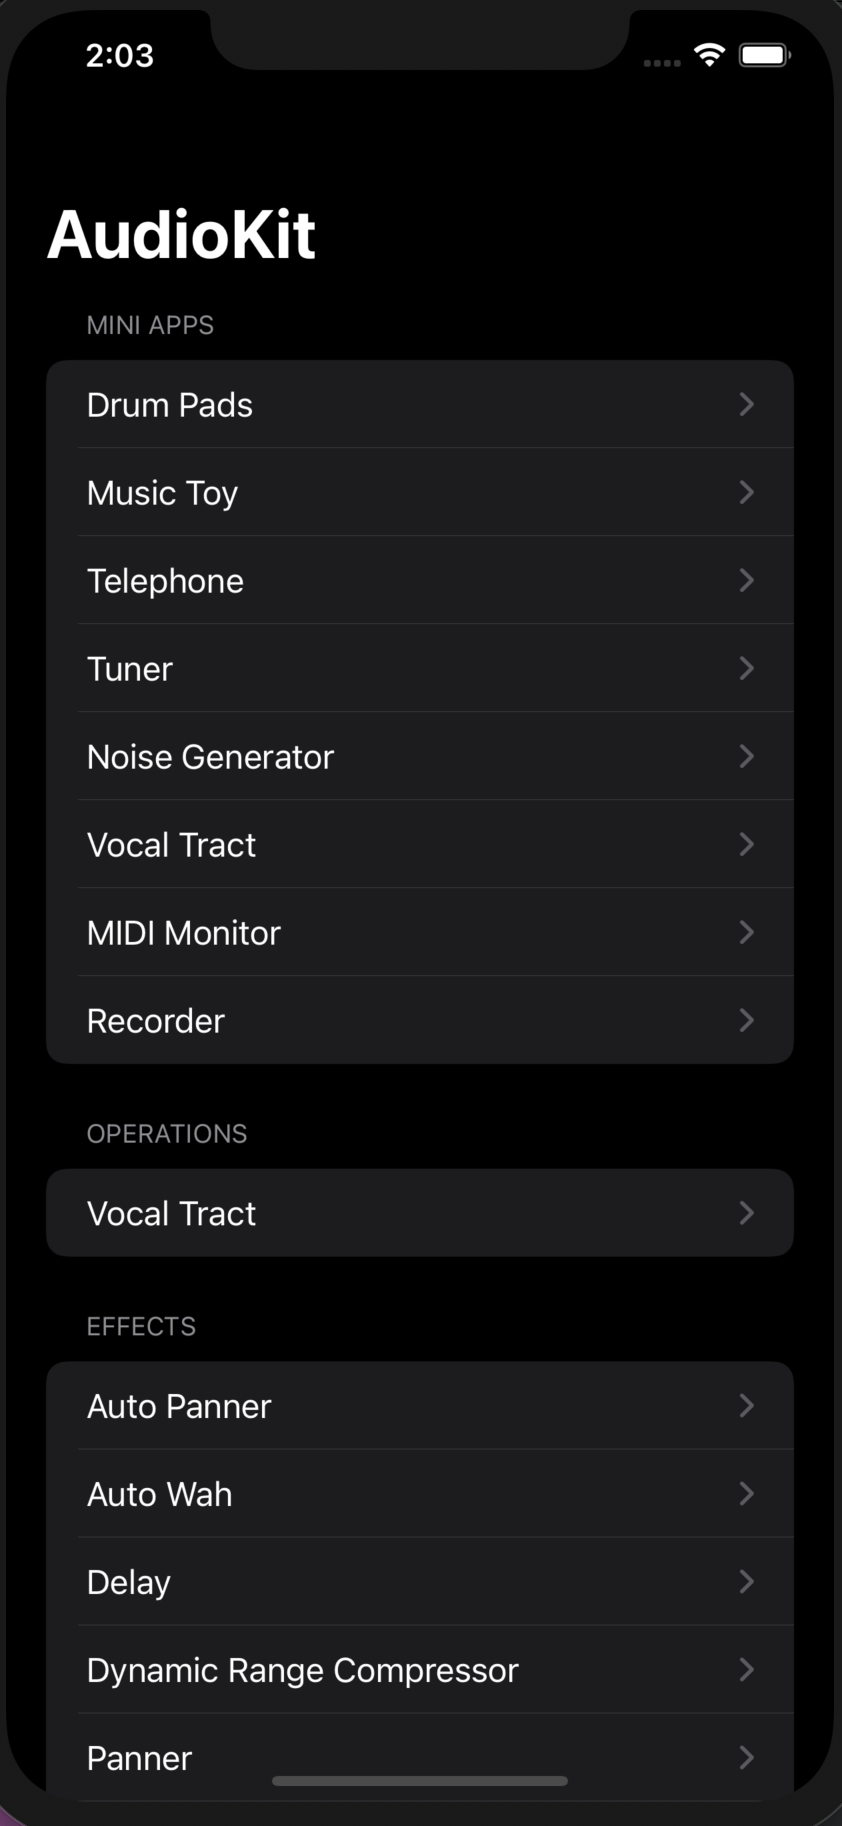 2:03
AudioKit
MINI APPS
Drum Pads
Music Toy
Telephone
Tuner
Noise Generator
Vocal Tract
MIDI Monitor
Recorder
OPERATIONS
Vocal Tract
EFFECTS
Auto Panner
Auto Wah
Delay
Dynamic Range Compressor
Panner